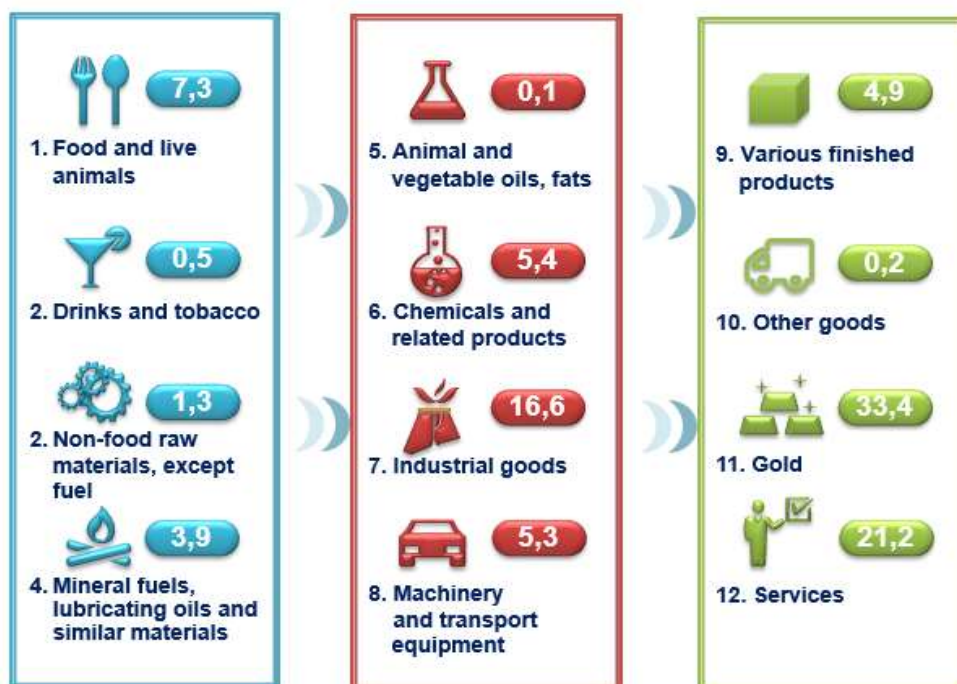 7,3
1. Food and live
animals
0,5
2. Drinks and tobacco
1,3
2. Non-food raw
materials, except
fuel
3,9
4. Mineral fuels,
lubricating oils and
similar materials
0,1
5. Animal and
vegetable oils, fats
5,4
6. Chemicals and
related products
16,6
7. Industrial goods
5,3
8. Machinery
and transport
equipment
4,9
9. Various finished
products
0,2
10. Other goods
33,4
11. Gold
21,2
12. Services